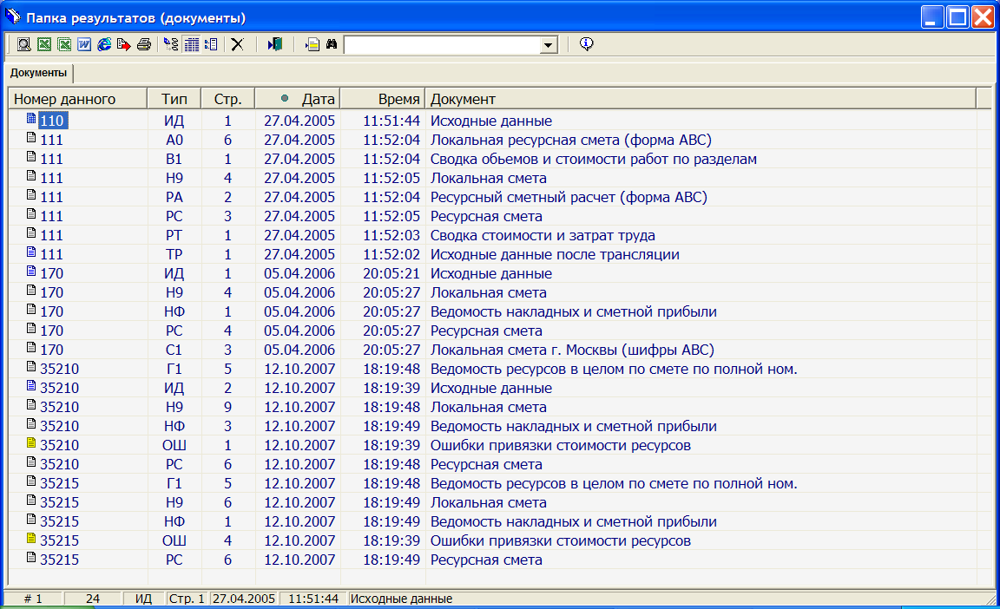 Папка результатов (документы)
Документы
Номер данного Тип Стр. Дата Время Документ
110 ИД 1 27.04.2005 11:51:44 Исходные данные
111 А0 6 27.04.2005 11:52:04 Локальная ресурсная смета (форма АВС)
111 В1 1 27.04.2005 11:52:04 Сводка обьемов и стоимости работ по разделам
111 Н9 4 27.04.2005 11:52:05 Локальная смета
111 РА 2 27.04.2005 11:52:04 Ресурсный сметный расчет (форма АВС)
111 РС 3 27.04.2005 11:52:05 Ресурсная смета
111 РТ 1 27.04.2005 11:52:03 Сводка стоимости и затрат труда
111 ТР 1 27.04.2005 11:52:02 Исходные данные после трансляции
170 ИД 1 05.04.2006 20:05:21 Исходные данные
170 Н9 4 05.04.2006 20:05:27 Локальная смета
170 НФ 1 05.04.2006 20:05:27 Ведомость накладных и сметной прибыли
170 РС 4 05.04.2006 20:05:27 Ресурсная смета
170 С1 3 05.04.2006 20:05:27 Локальная смета г. Москвы (шифры АВС)
35210 Г1 5 12.10.2007 18:19:48 Ведомость ресурсов в целом по смете по полной ном.
35210 ИД 2 12.10.2007 18:19:39 Исходные данные
35210 Н9 9 12.10.2007 18:19:48 Локальная смета
35210 НФ 3 12.10.2007 18:19:49 Ведомость накладных и сметной прибыли
35210 ОШ 1 12.10.2007 18:19:39 Ошибки привязки стоимости ресурсов
35210 РС 6 12.10.2007 18:19:48 Ресурсная смета
35215 Г1 5 12.10.2007 18:19:48 Ведомость ресурсов в целом по смете по полной ном.
35215 Н9 6 12.10.2007 18:19:49 Локальная смета
35215 НФ 1 12.10.2007 18:19:49 Ведомость накладных и сметной прибыли
35215 ОШ 4 12.10.2007 18:19:39 Ошибки привязки стоимости ресурсов
35215 РС 6 12.10.2007 18:19:49 Ресурсная смета
# 1 24 ИД Стр. 1 27.04.2005 11:51:44 Исходные данные